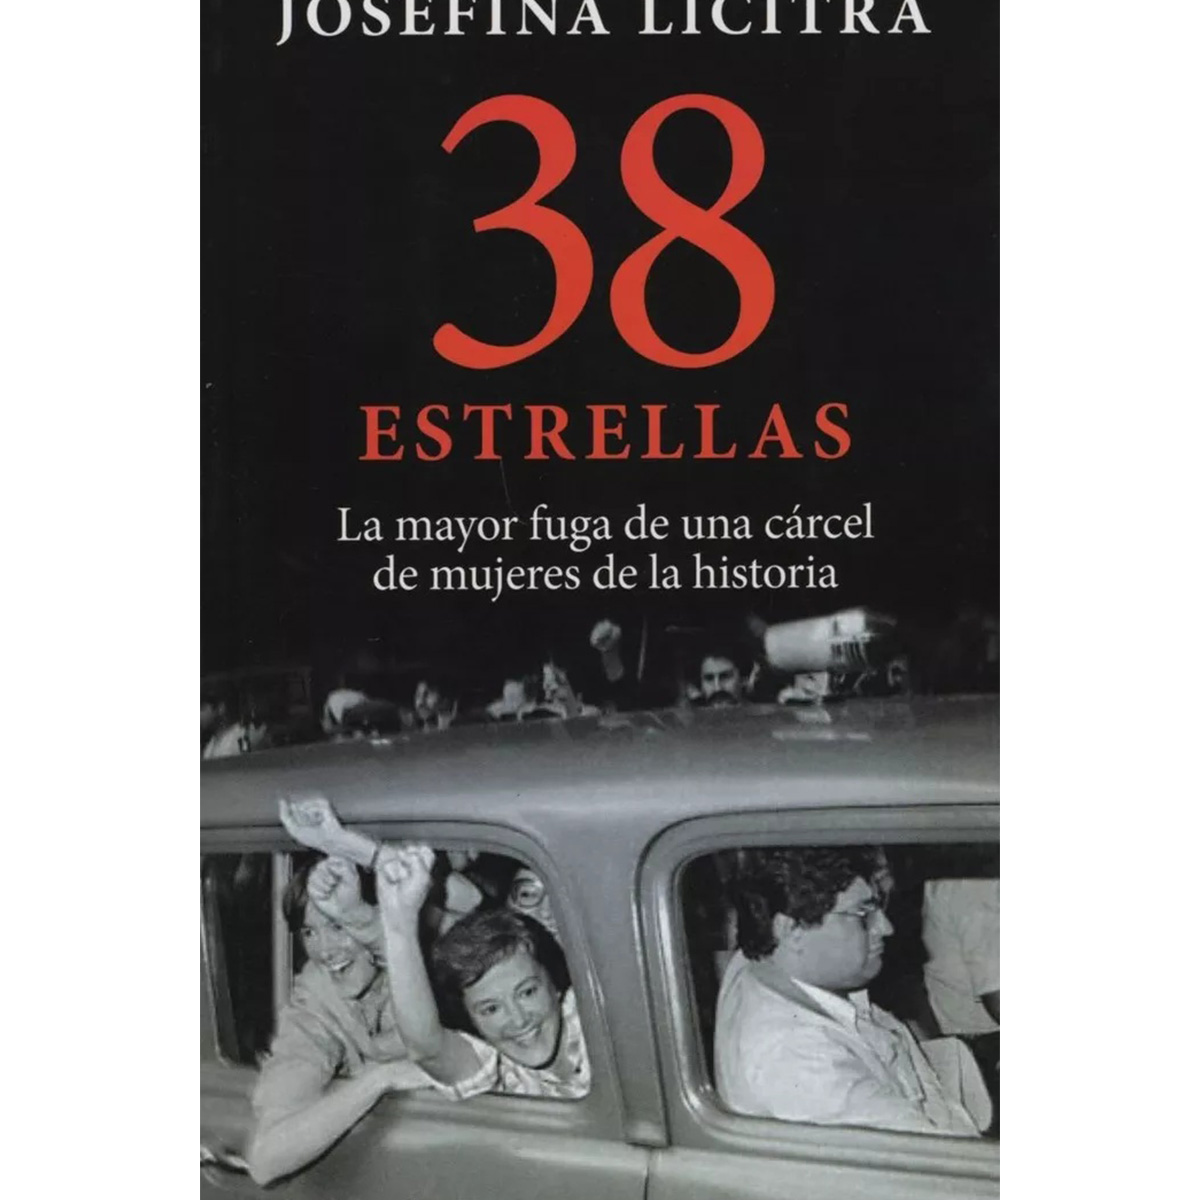 JOSEFINA LICITRA
38
ESTRELLAS
La mayor fuga de una cárcel
de mujeres de la historia